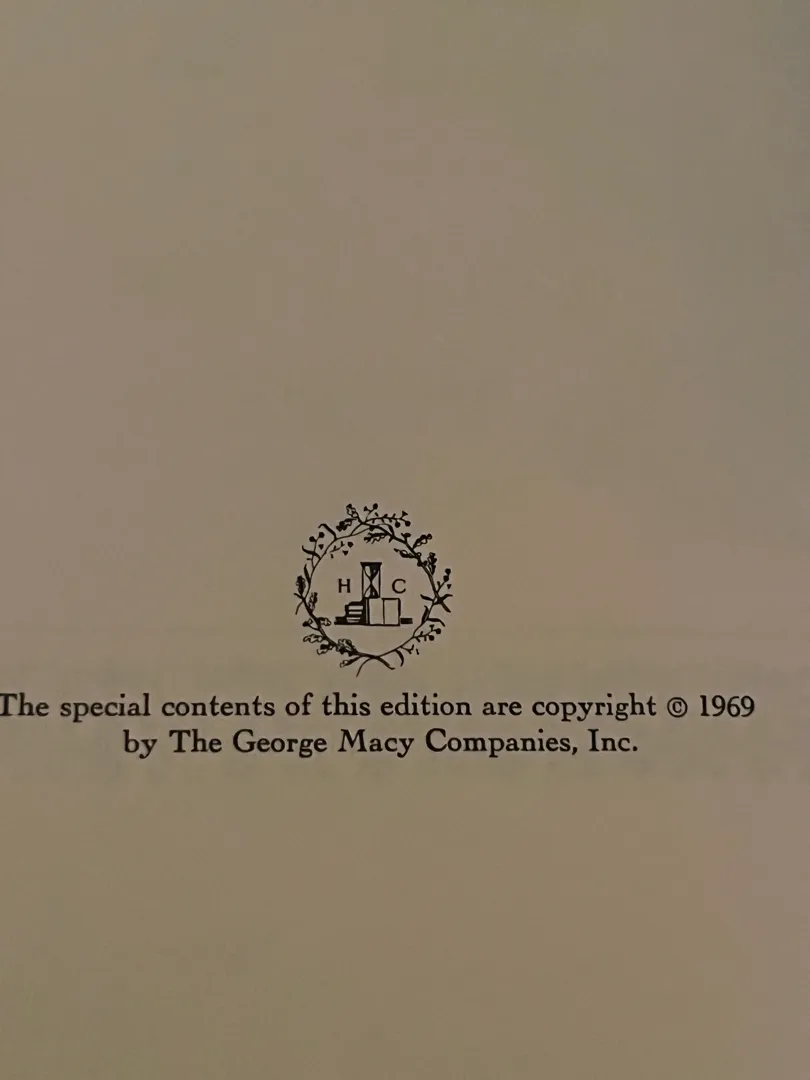 H C
The special contents of this edition are copyright © 1969
by The George Macy Companies, Inc.